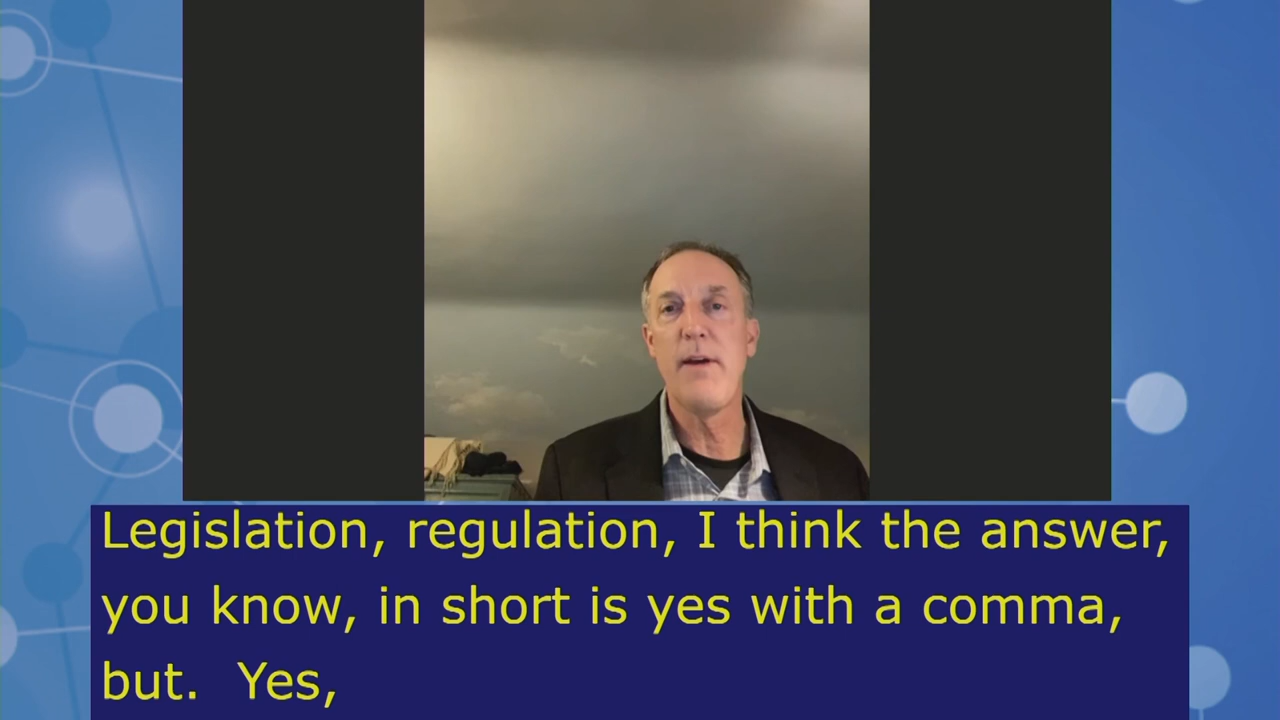 Legislation, regulation, I think the answer,
you know, in short is yes with a comma,
but.  Yes,